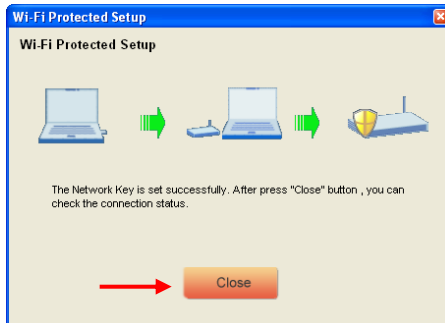 Wi-Fi Protected Setup
Wi-Fi Protected Setup
The Network Key is set successfully. After press "Close" button , you can
check the connection status.
Close